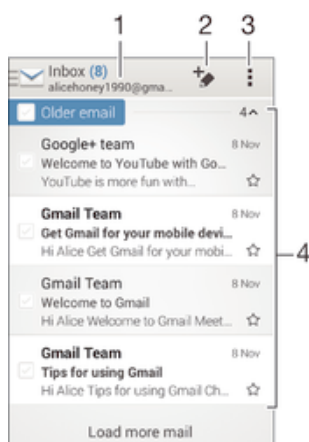 1 2 3
Inbox (8)
alicehoney1990@gma...
Older email 4
Google+ team 8 Nov
Welcome to YouTube with Go...
YouTube is more fun with...
Gmail Team 8 Nov
Get Gmail for your mobile devi...
Hi Alice Get Gmail for your mobi...
4
Gmail Team 8 Nov
Welcome to Gmail
Hi Alice Welcome to Gmail Meet...
Gmail Team 8 Nov
Tips for using Gmail
Hi Alice Tips for using Gmail Ch...
Load more mail